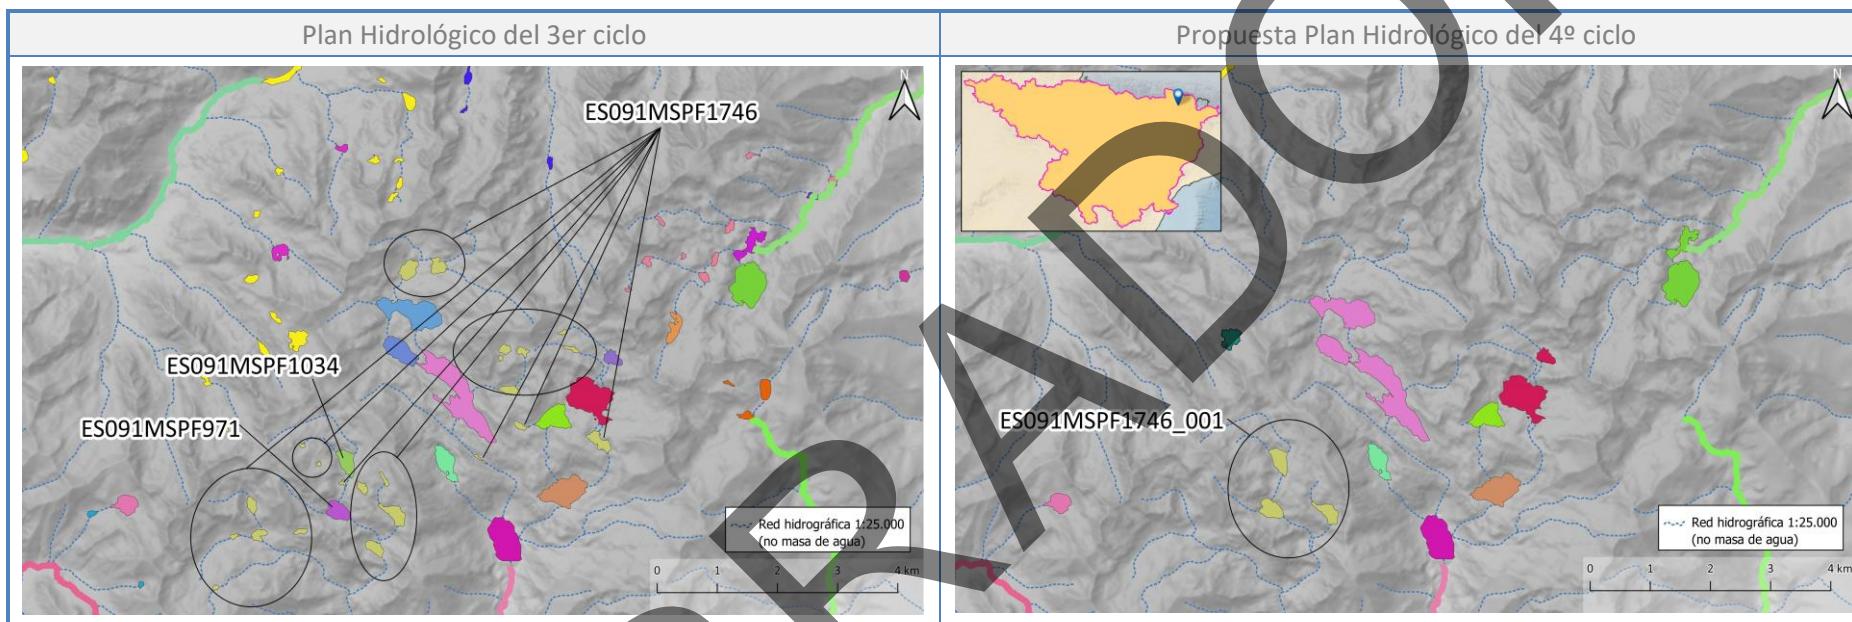 Plan Hidrológico del 3er ciclo
Propuesta Plan Hidrológico del 4º ciclo
N
ES091MSPF1746
ES091MSPF1034
ES091MSPF971
Red hidrográfica 1:25.000
(no masa de agua)
0 1 2 3 4 km
N
ES091MSPF1746_001
Red hidrográfica 1:25.000
(no masa de agua)
0 1 2 3 4 km